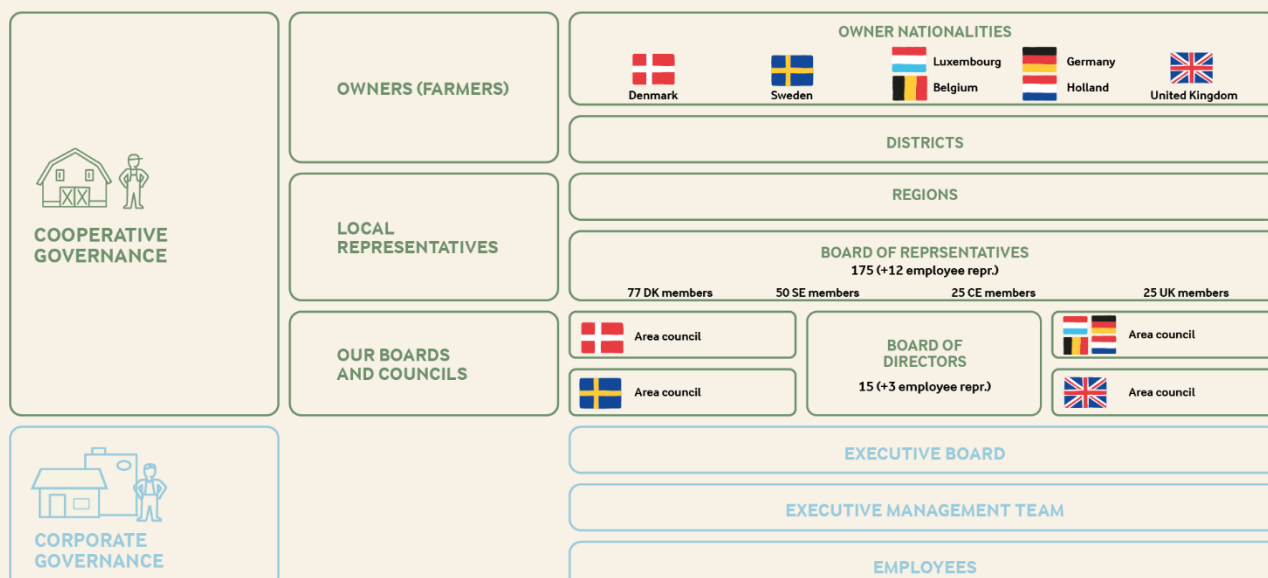 COOPERATIVE
GOVERNANCE
OWNERS (FARMERS)
OWNER NATIONALITIES
Denmark
Sweden
Luxembourg
Belgium
Germany
Holland
United Kingdom
DISTRICTS
LOCAL
REPRESENTATIVES
REGIONS
BOARD OF REPRSENTATIVES
175 (+12 employee repr.)
77 DK members
50 SE members
25 CE members
25 UK members
OUR BOARDS
AND COUNCILS
Area council
Area council
BOARD OF
DIRECTORS
15 (+3 employee repr.)
Area council
Area council
CORPORATE
GOVERNANCE
EXECUTIVE BOARD
EXECUTIVE MANAGEMENT TEAM
EMPLOYEES